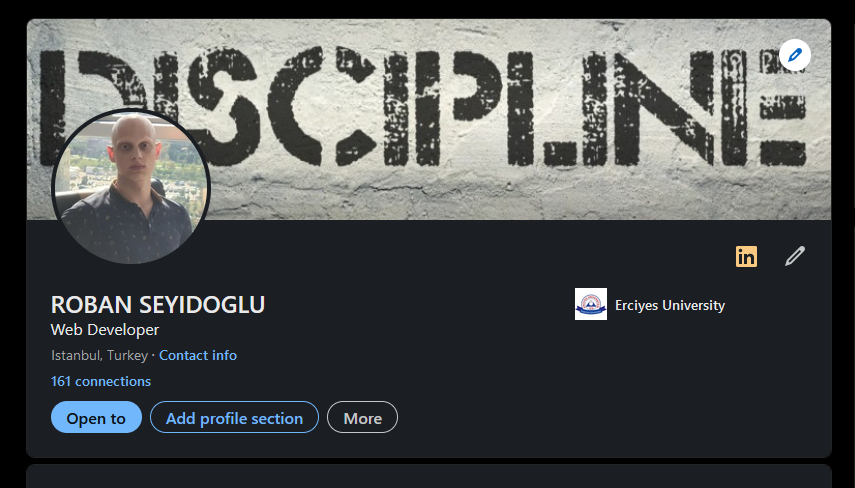 DISCIPLINE
in
ROBAN SEYIDOGLU
Erciyes University
Web Developer
Istanbul, Turkey · Contact info
161 connections
Open to
Add profile section
More